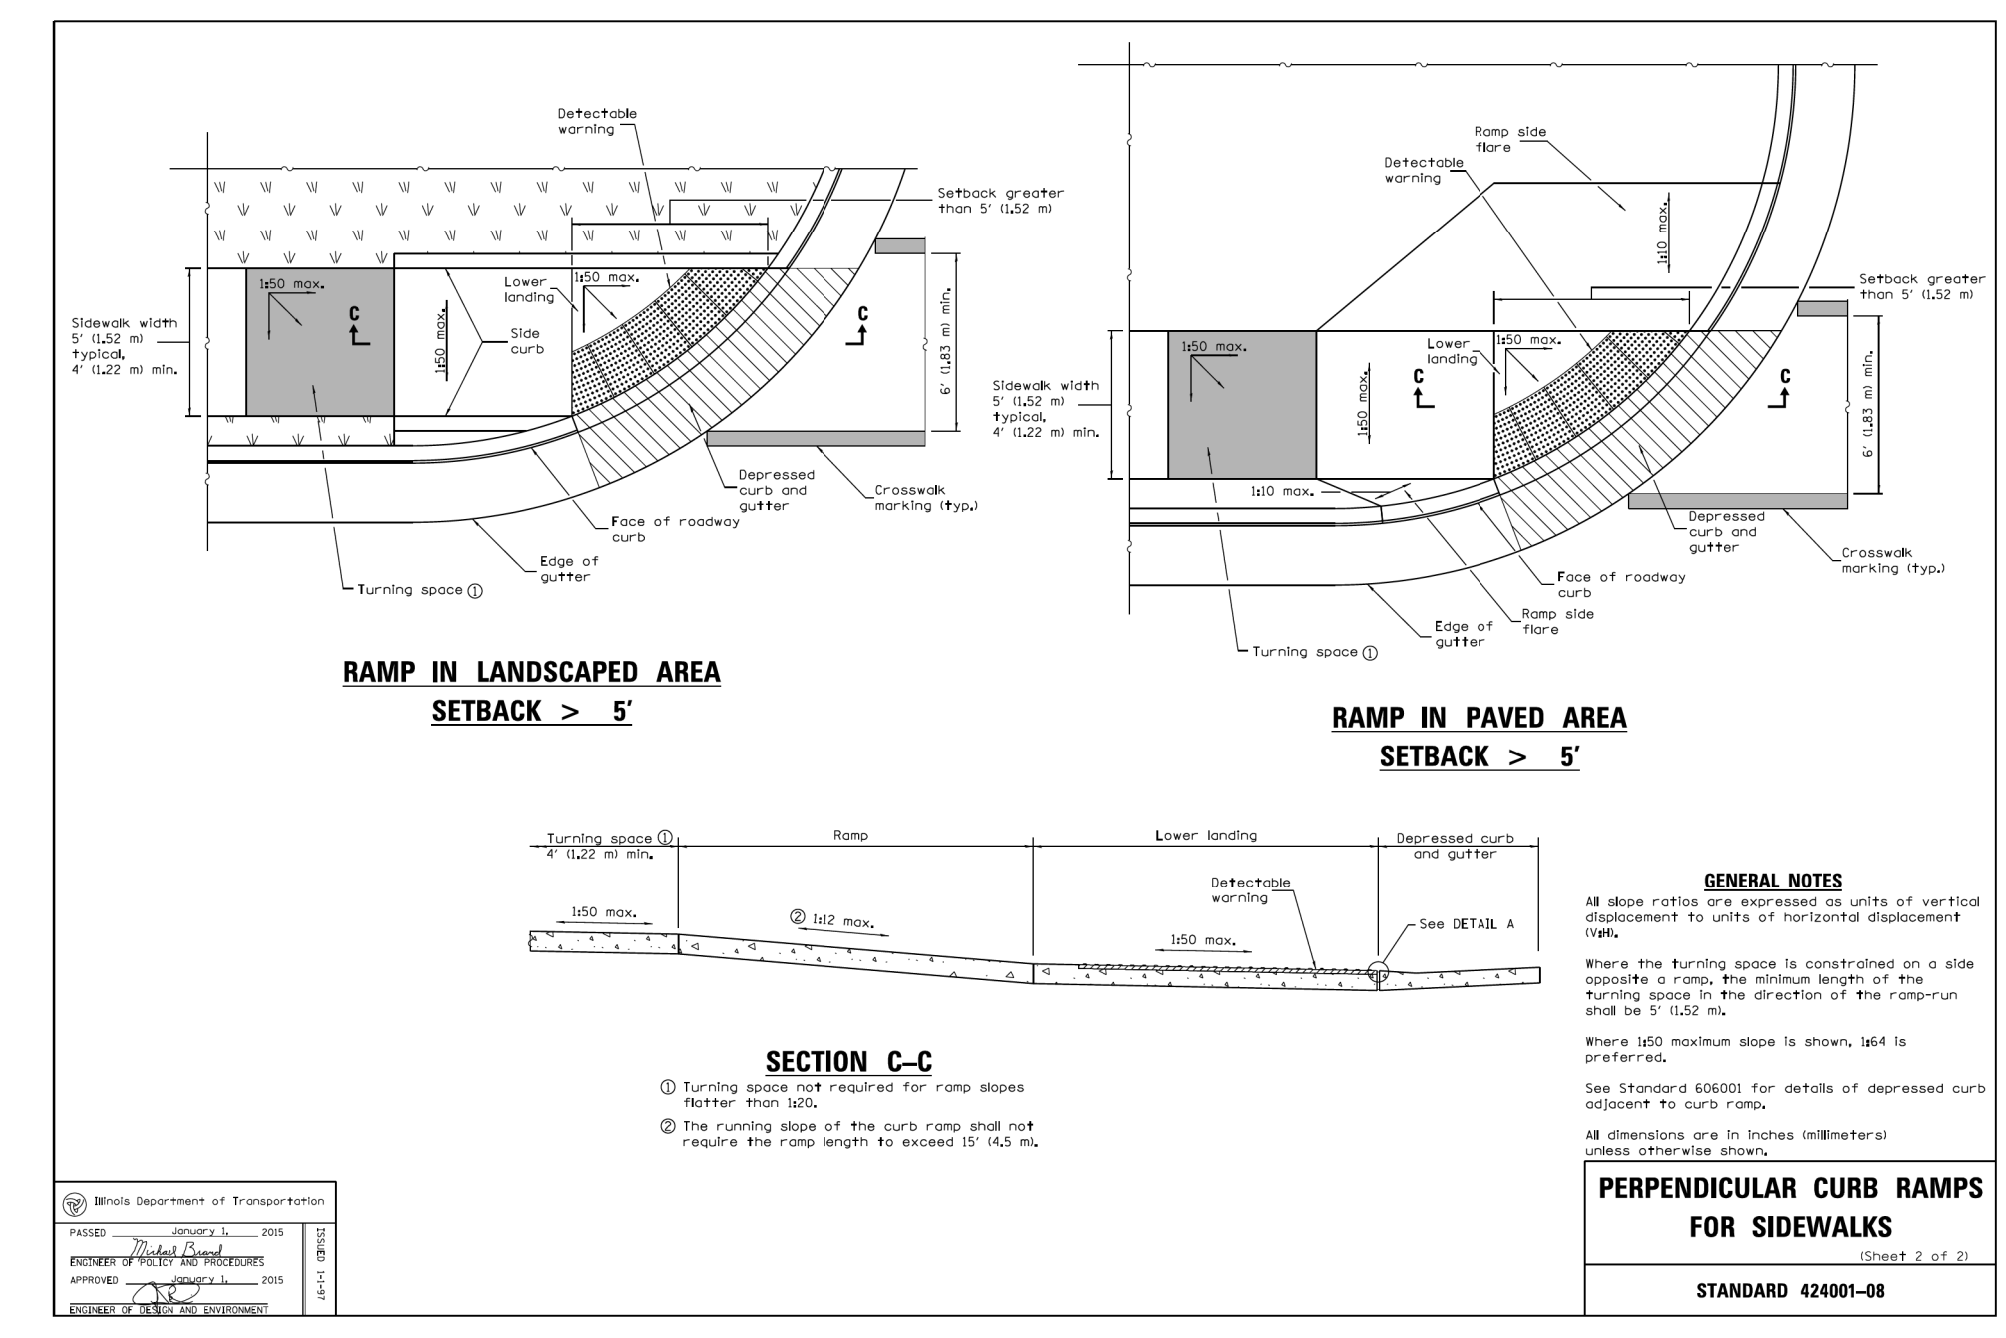 Detectable
warning
Setback greater
than 5' (1.52 m)
1:50 max.
Lower
landing
1:50 max.
C
C
Side
curb
1:50 max.
Sidewalk width
5' (1.52 m)
typical,
4' (1.22 m) min.
6' (1.83 m) min.
Depressed
curb and
gutter
Crosswalk
marking (typ.)
Face of roadway
curb
Edge of
gutter
Turning space ①
RAMP IN LANDSCAPED AREA
SETBACK > 5'
Ramp side
flare
Detectable
warning
1:10 max.
Setback greater
than 5' (1.52 m)
1:50 max.
Lower
landing
1:50 max.
C
C
1:50 max.
Sidewalk width
5' (1.52 m)
typical,
4' (1.22 m) min.
6' (1.83 m) min.
1:10 max.
Depressed
curb and
gutter
Crosswalk
marking (typ.)
Face of roadway
curb
Ramp side
flare
Edge of
gutter
Turning space ①
RAMP IN PAVED AREA
SETBACK > 5'
Turning space ①
4' (1.22 m) min.
Ramp
Lower landing
Depressed curb
and gutter
Detectable
warning
1:50 max.
② 1:12 max.
1:50 max.
See DETAIL A
SECTION C–C
① Turning space not required for ramp slopes
flatter than 1:20.
② The running slope of the curb ramp shall not
require the ramp length to exceed 15' (4.5 m).
GENERAL NOTES
All slope ratios are expressed as units of vertical
displacement to units of horizontal displacement
(V:H).
Where the turning space is constrained on a side
opposite a ramp, the minimum length of the
turning space in the direction of the ramp-run
shall be 5' (1.52 m).
Where 1:50 maximum slope is shown, 1:64 is
preferred.
See Standard 606001 for details of depressed curb
adjacent to curb ramp.
All dimensions are in inches (millimeters)
unless otherwise shown.
PERPENDICULAR CURB RAMPS
FOR SIDEWALKS
(Sheet 2 of 2)
STANDARD 424001–08
Illinois Department of Transportation
PASSED January 1, 2015
Michael Brand
ENGINEER OF POLICY AND PROCEDURES
APPROVED January 1, 2015
ENGINEER OF DESIGN AND ENVIRONMENT
ISSUED 1-1-97